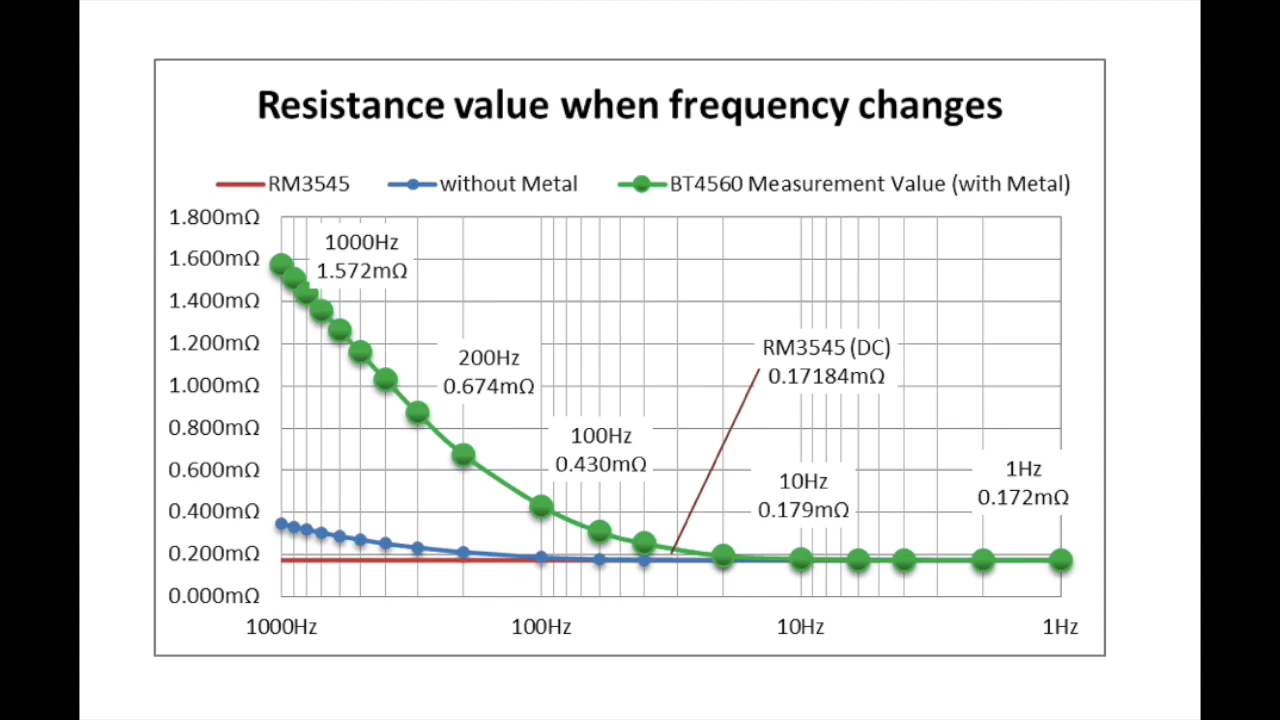 Resistance value when frequency changes
RM3545
without Metal
BT4560 Measurement Value (with Metal)
1.800mΩ
1.600mΩ
1.400mΩ
1.200mΩ
1.000mΩ
0.800mΩ
0.600mΩ
0.400mΩ
0.200mΩ
0.000mΩ
1000Hz
1.572mΩ
200Hz
0.674mΩ
100Hz
0.430mΩ
RM3545 (DC)
0.17184mΩ
10Hz
0.179mΩ
1Hz
0.172mΩ
1000Hz
100Hz
10Hz
1Hz